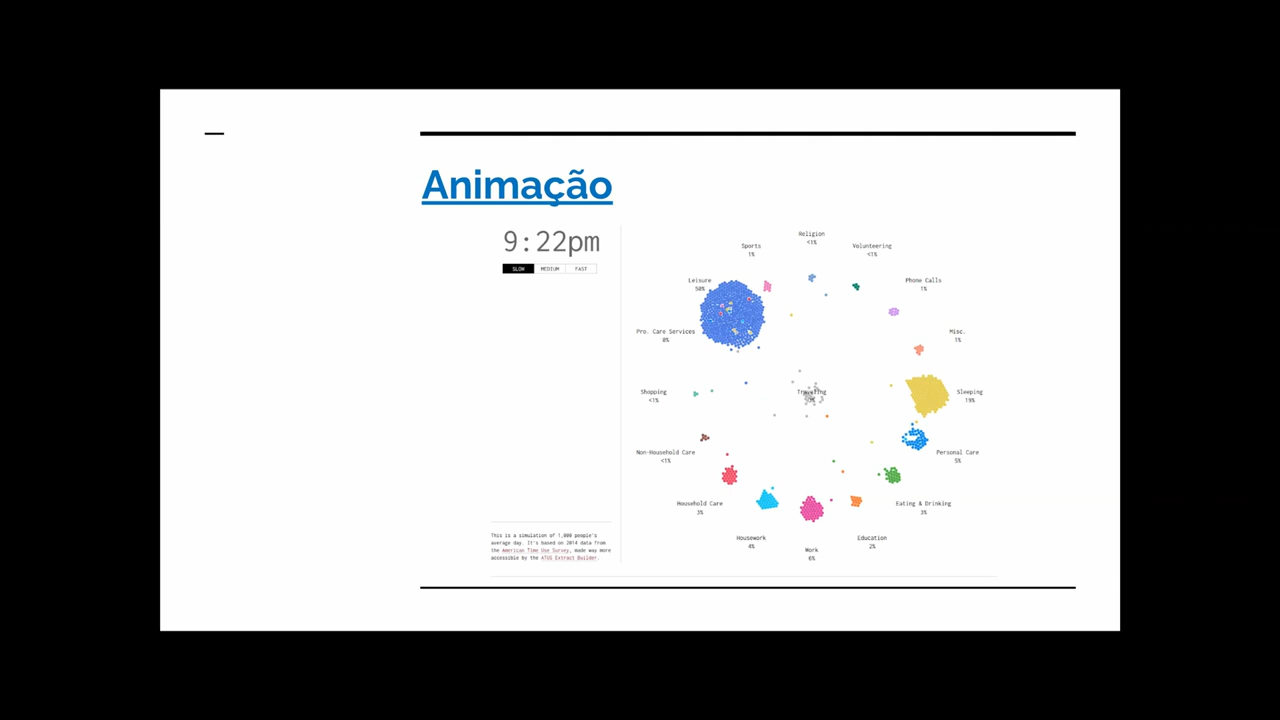 Animação
9:22pm
SLOW MEDIUM FAST
Religion
<1%
Sports
1%
Volunteering
<1%
Leisure
50%
Phone Calls
1%
Pro. Care Services
0%
Misc.
1%
Shopping
<1%
Traveling
Sleeping
19%
Non-Household Care
<1%
Personal Care
5%
Household Care
3%
Eating & Drinking
3%
Housework
4%
Education
2%
Work
6%
This is a simulation of 1,000 people's
average day. It's based on 2014 data from
the American Time Use Survey, made way more
accessible by the ATUS Extract Builder.